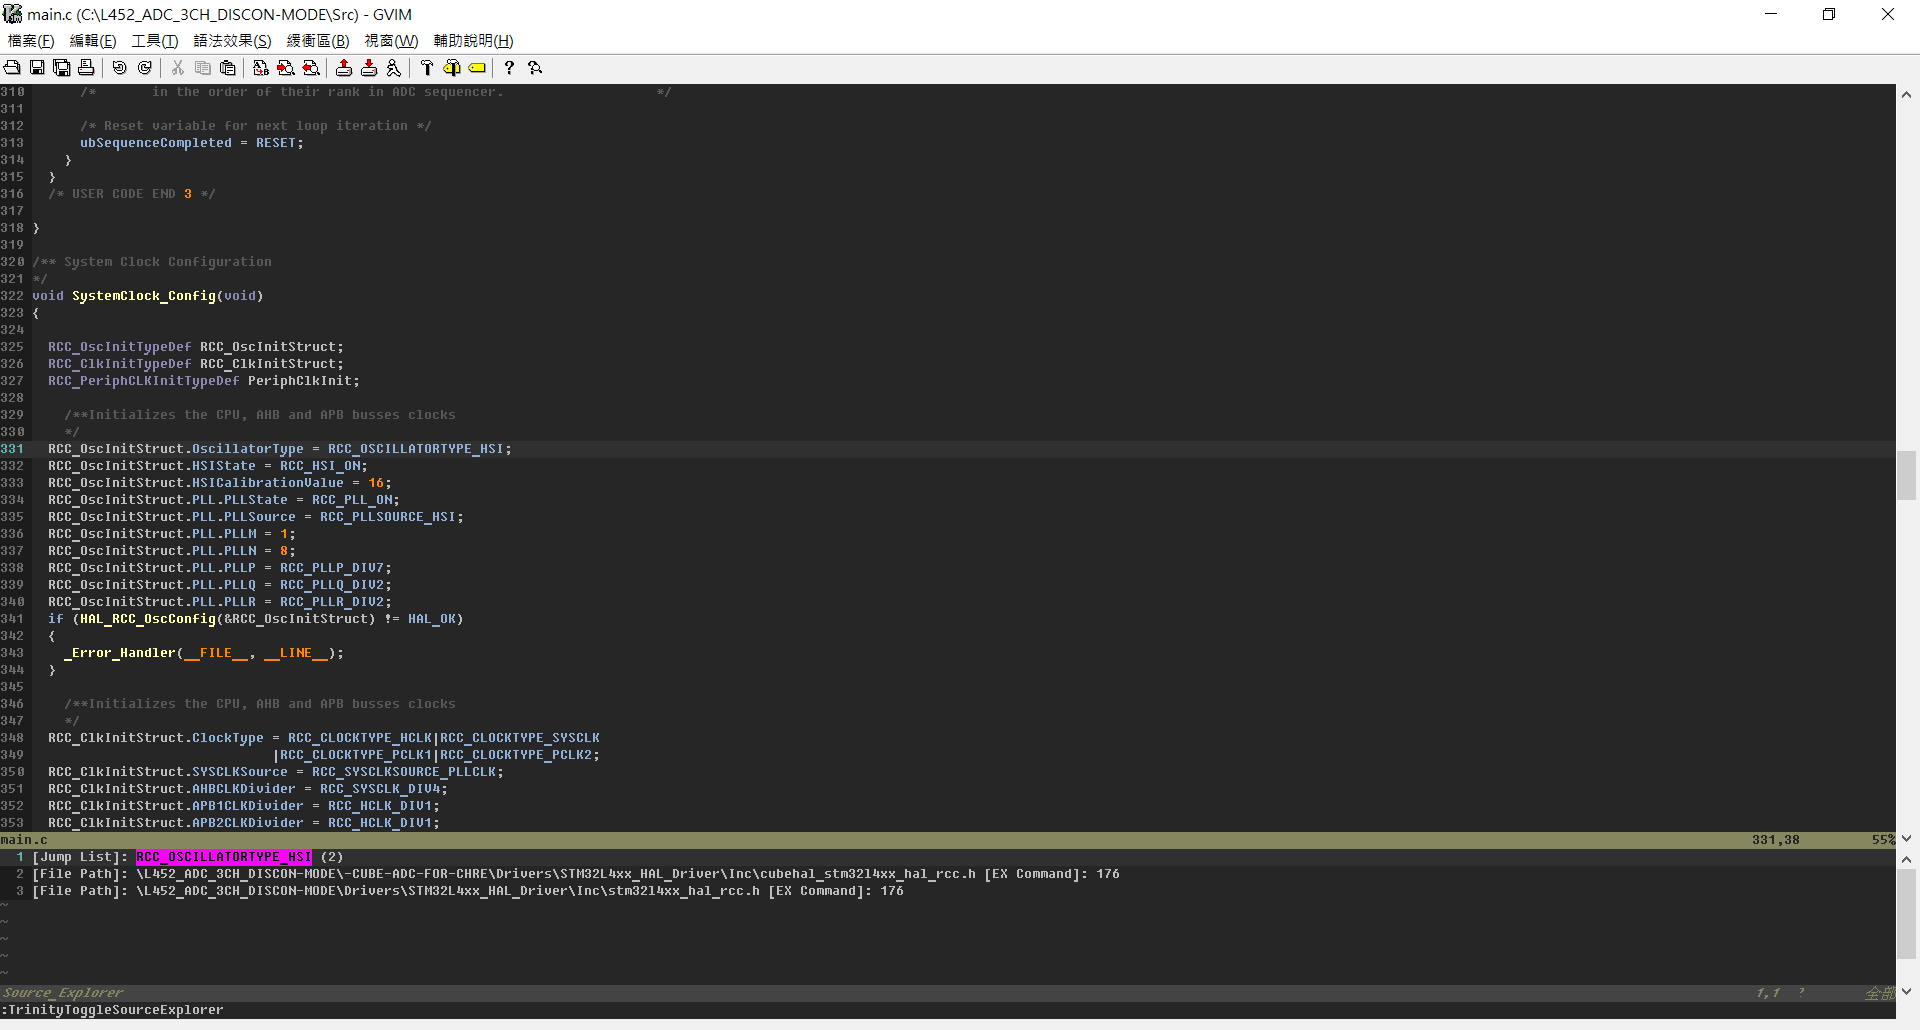 main.c (C:\L452_ADC_3CH_DISCON-MODE\Src) - GVIM
檔案(F) 編輯(E) 工具(T) 語法效果(S) 緩衝區(B) 視窗(W) 輔助說明(H)
310       /*       in the order of their rank in ADC sequencer.                   */
311
312       /* Reset variable for next loop iteration */
313       ubSequenceCompleted = RESET;
314     }
315   }
316   /* USER CODE END 3 */
317
318 }
319
320 /** System Clock Configuration
321 */
322 void SystemClock_Config(void)
323 {
324
325   RCC_OscInitTypeDef RCC_OscInitStruct;
326   RCC_ClkInitTypeDef RCC_ClkInitStruct;
327   RCC_PeriphCLKInitTypeDef PeriphClkInit;
328
329     /**Initializes the CPU, AHB and APB busses clocks
330     */
331   RCC_OscInitStruct.OscillatorType = RCC_OSCILLATORTYPE_HSI;
332   RCC_OscInitStruct.HSIState = RCC_HSI_ON;
333   RCC_OscInitStruct.HSICalibrationValue = 16;
334   RCC_OscInitStruct.PLL.PLLState = RCC_PLL_ON;
335   RCC_OscInitStruct.PLL.PLLSource = RCC_PLLSOURCE_HSI;
336   RCC_OscInitStruct.PLL.PLLM = 1;
337   RCC_OscInitStruct.PLL.PLLN = 8;
338   RCC_OscInitStruct.PLL.PLLP = RCC_PLLP_DIV7;
339   RCC_OscInitStruct.PLL.PLLQ = RCC_PLLQ_DIV2;
340   RCC_OscInitStruct.PLL.PLLR = RCC_PLLR_DIV2;
341   if (HAL_RCC_OscConfig(&RCC_OscInitStruct) != HAL_OK)
342   {
343     _Error_Handler(__FILE__, __LINE__);
344   }
345
346     /**Initializes the CPU, AHB and APB busses clocks
347     */
348   RCC_ClkInitStruct.ClockType = RCC_CLOCKTYPE_HCLK|RCC_CLOCKTYPE_SYSCLK
349                               |RCC_CLOCKTYPE_PCLK1|RCC_CLOCKTYPE_PCLK2;
350   RCC_ClkInitStruct.SYSCLKSource = RCC_SYSCLKSOURCE_PLLCLK;
351   RCC_ClkInitStruct.AHBCLKDivider = RCC_SYSCLK_DIV4;
352   RCC_ClkInitStruct.APB1CLKDivider = RCC_HCLK_DIV1;
353   RCC_ClkInitStruct.APB2CLKDivider = RCC_HCLK_DIV1;
main.c 331,38 55%
1 [Jump List]: RCC_OSCILLATORTYPE_HSI (2)
2 [File Path]: \L452_ADC_3CH_DISCON-MODE\-CUBE-ADC-FOR-CHRE\Drivers\STM32L4xx_HAL_Driver\Inc\cubehal_stm32l4xx_hal_rcc.h [EX Command]: 176
3 [File Path]: \L452_ADC_3CH_DISCON-MODE\Drivers\STM32L4xx_HAL_Driver\Inc\stm32l4xx_hal_rcc.h [EX Command]: 176
~
~
~
~
~
Source_Explorer 1,1 ? 全部
:TrinityToggleSourceExplorer